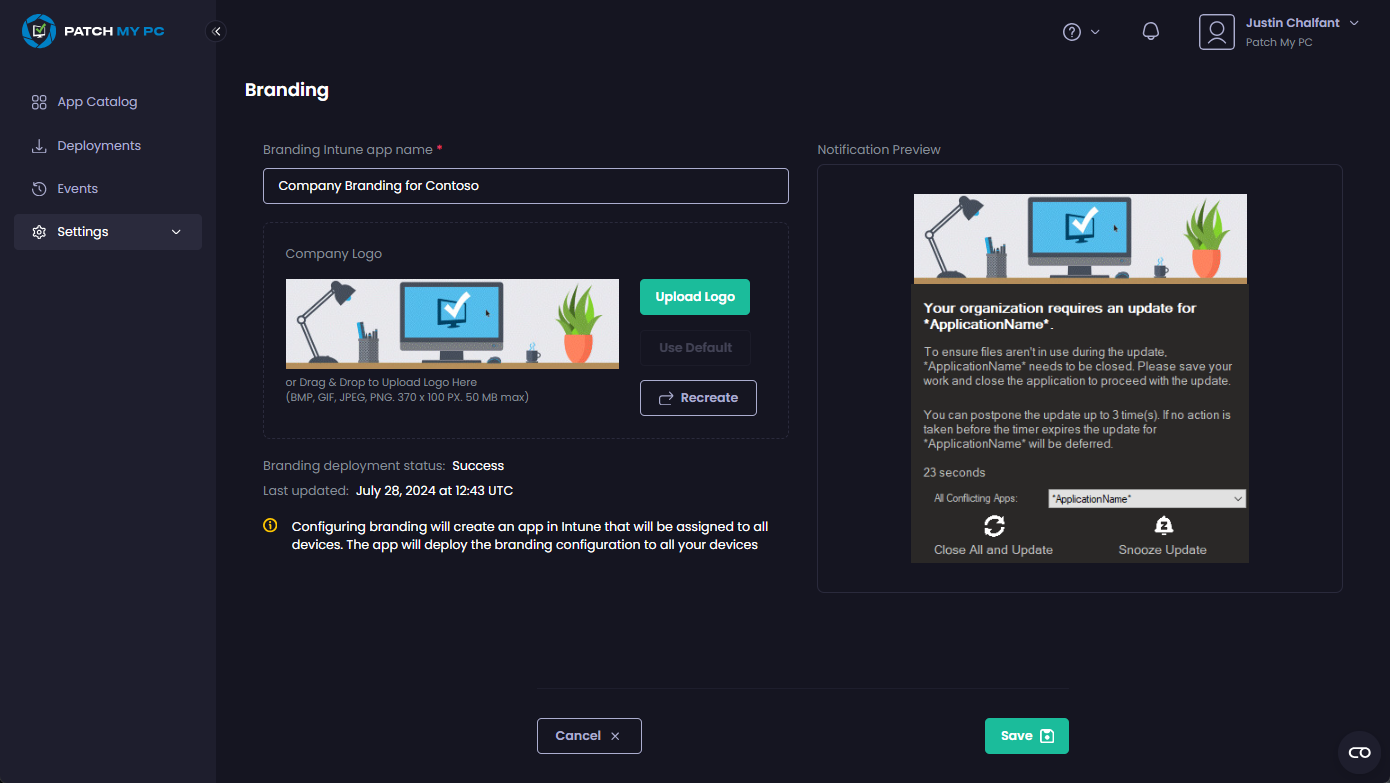 PATCH MY PC
Justin Chalfant
Patch My PC
App Catalog
Deployments
Events
Settings
Branding
Branding Intune app name *
Company Branding for Contoso
Company Logo
Upload Logo
Use Default
Recreate
or Drag & Drop to Upload Logo Here
(BMP, GIF, JPEG, PNG. 370 x 100 PX. 50 MB max)
Branding deployment status: Success
Last updated: July 28, 2024 at 12:43 UTC
Configuring branding will create an app in Intune that will be assigned to all
devices. The app will deploy the branding configuration to all your devices
Notification Preview
Your organization requires an update for
*ApplicationName*.
To ensure files aren't in use during the update,
*ApplicationName* needs to be closed. Please save your
work and close the application to proceed with the update.
You can postpone the update up to 3 time(s). If no action is
taken before the timer expires the update for
*ApplicationName* will be deferred.
23 seconds
All Conflicting Apps: *ApplicationName*
Close All and Update
Snooze Update
Cancel
Save